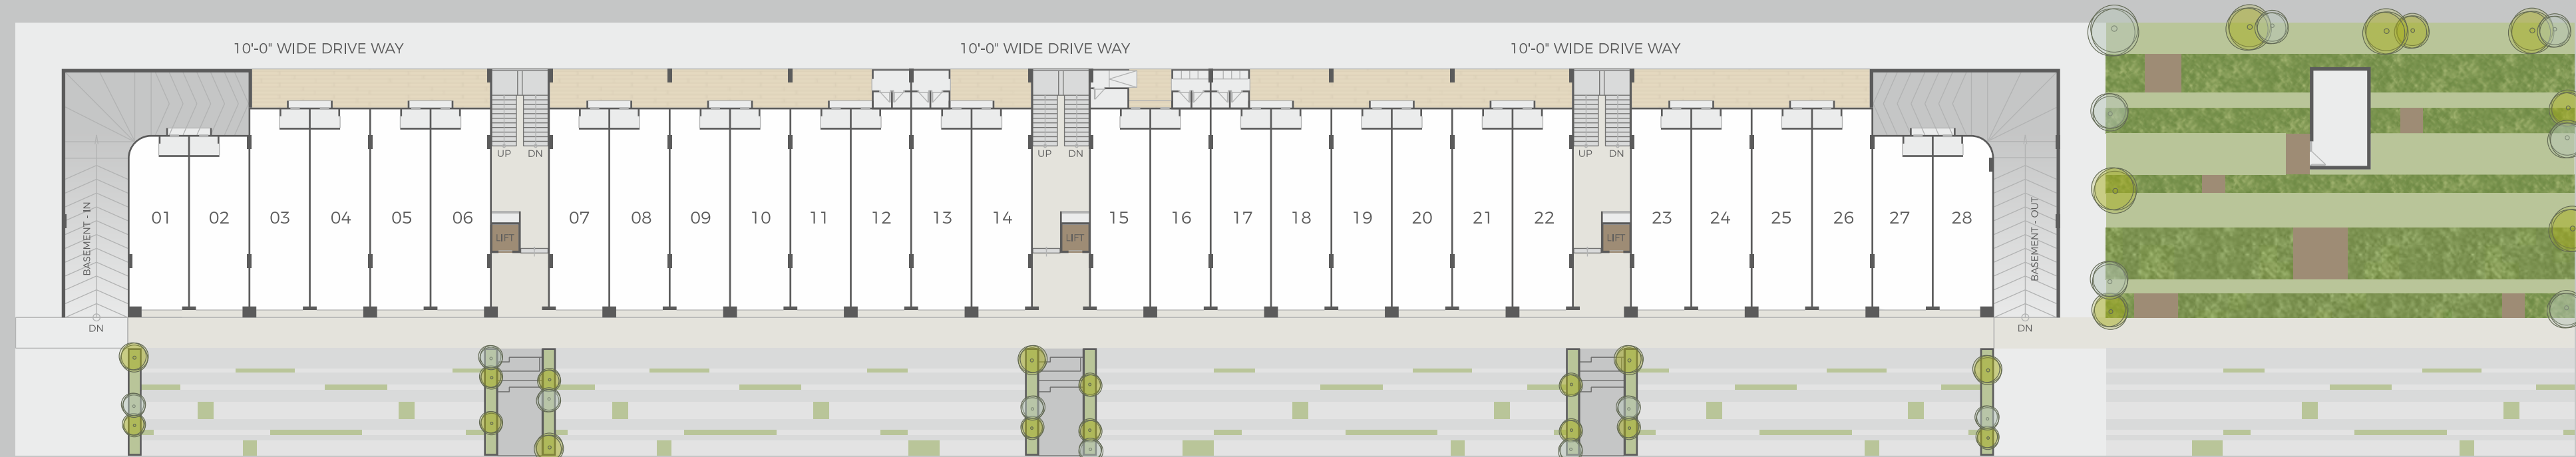 10'-0" WIDE DRIVE WAY
10'-0" WIDE DRIVE WAY
10'-0" WIDE DRIVE WAY
UP DN
UP DN
UP DN
BASEMENT - IN
01 02 03 04 05 06 07 08 09 10 11 12 13 14 15 16 17 18 19 20 21 22 23 24 25 26 27 28
BASEMENT - OUT
LIFT
LIFT
LIFT
DN
DN